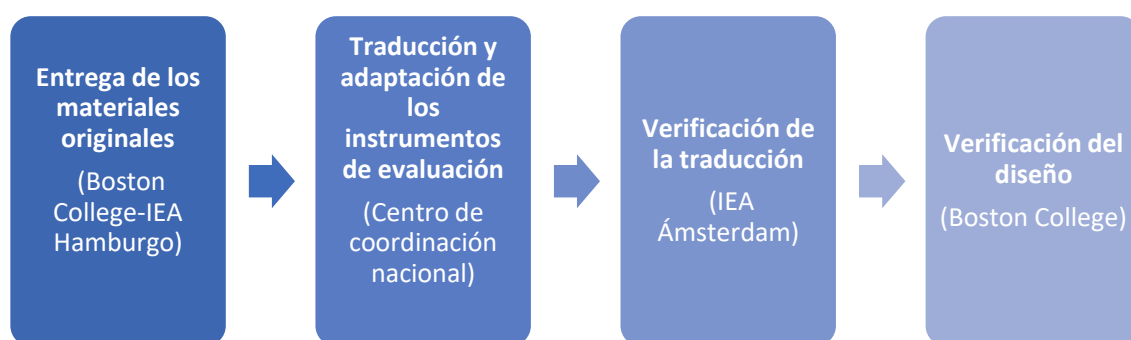 Entrega de los
materiales
originales
(Boston
College-IEA
Hamburgo)
Traducción y
adaptación de
los
instrumentos
de evaluación
(Centro de
coordinación
nacional)
Verificación de
la traducción
(IEA
Ámsterdam)
Verificación del
diseño
(Boston College)